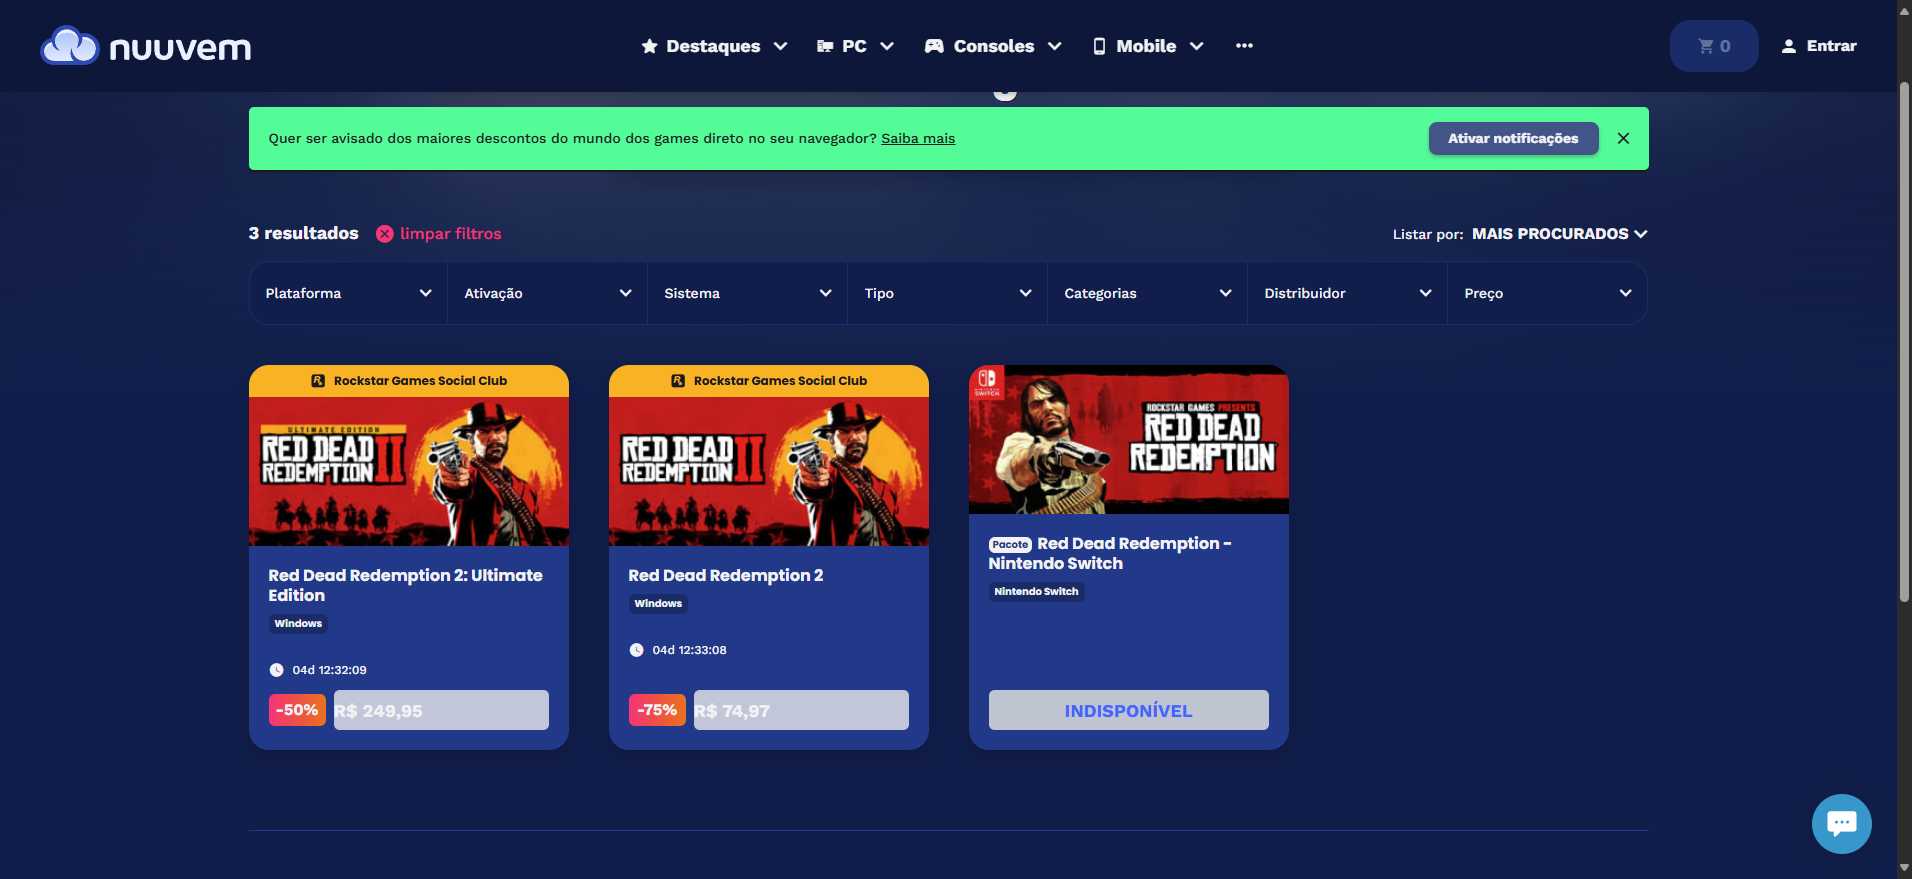 nuuvem
Destaques
PC
Consoles
Mobile
0
Entrar
Quer ser avisado dos maiores descontos do mundo dos games direto no seu navegador? Saiba mais
Ativar notificações
3 resultados
limpar filtros
Listar por: MAIS PROCURADOS
Plataforma
Ativação
Sistema
Tipo
Categorias
Distribuidor
Preço
Rockstar Games Social Club
ULTIMATE EDITION
RED DEAD
REDEMPTION II
Red Dead Redemption 2: Ultimate
Edition
Windows
04d 12:32:09
-50%
R$ 249,95
Rockstar Games Social Club
RED DEAD
REDEMPTION II
Red Dead Redemption 2
Windows
04d 12:33:08
-75%
R$ 74,97
SWITCH
ROCKSTAR GAMES PRESENTS
RED DEAD
REDEMPTION
Pacote Red Dead Redemption -
Nintendo Switch
Nintendo Switch
INDISPONÍVEL